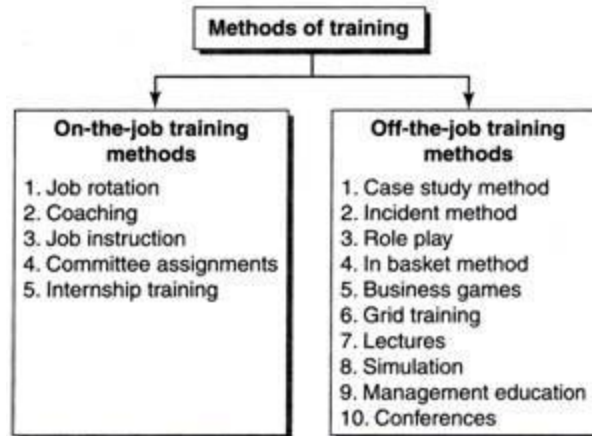 Methods of training
On-the-job training
methods
1. Job rotation
2. Coaching
3. Job instruction
4. Committee assignments
5. Internship training
Off-the-job training
methods
1. Case study method
2. Incident method
3. Role play
4. In basket method
5. Business games
6. Grid training
7. Lectures
8. Simulation
9. Management education
10. Conferences